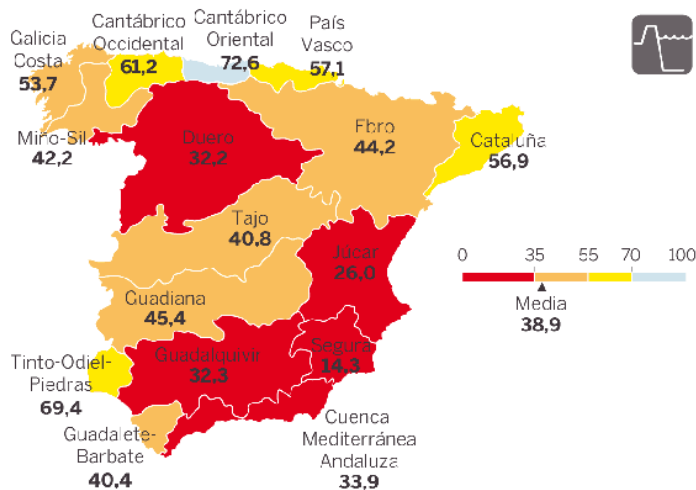 Galicia
Costa
53,7
Cantábrico
Occidental
61,2
Cantábrico
Oriental
72,6
País
Vasco
57,1
Miño-Sil
42,2
Duero
32,2
Ebro
44,2
Cataluña
56,9
Tajo
40,8
Júcar
26,0
0 35 55 70 100
Media
38,9
Guadiana
45,4
Tinto-Odiel-
Piedras
69,4
Guadalquivir
32,3
Segura
14,3
Guadalete-
Barbate
40,4
Cuenca
Mediterránea
Andaluza
33,9